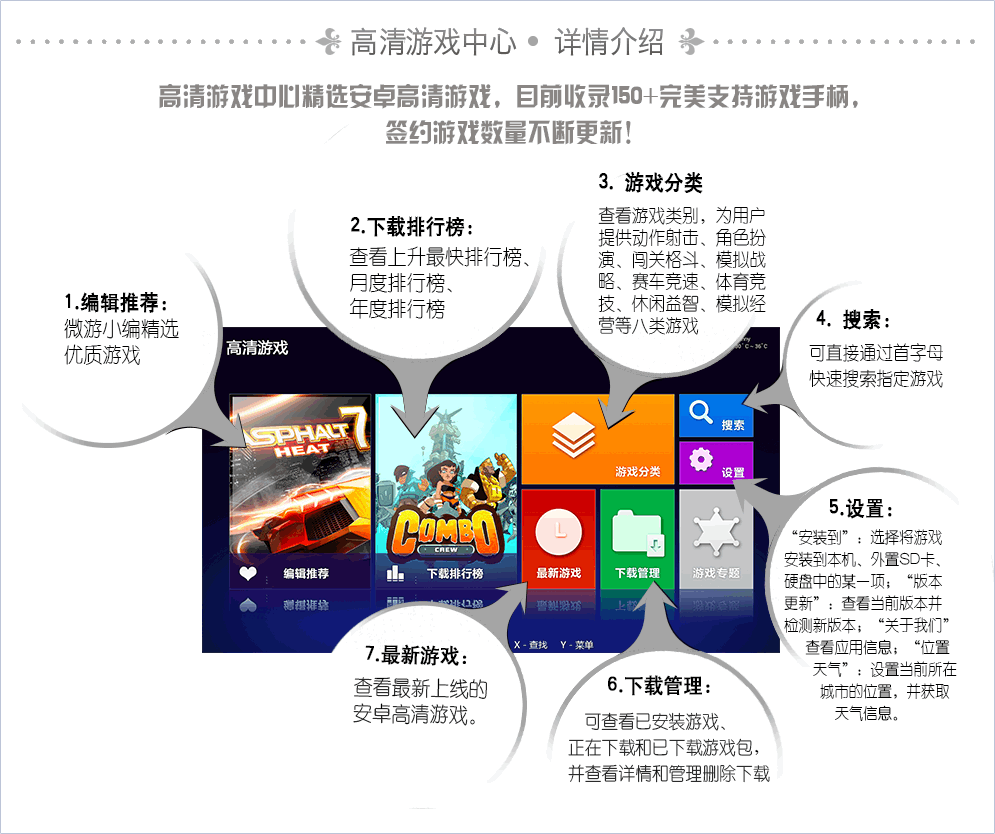 高清游戏中心 • 详情介绍
高清游戏中心精选安卓高清游戏，目前收录150+完美支持游戏手柄，
签约游戏数量不断更新！
1.编辑推荐：
微游小编精选
优质游戏
2.下载排行榜：
查看上升最快排行榜、
月度排行榜、
年度排行榜
3. 游戏分类
查看游戏类别，为用户
提供动作射击、角色扮
演、闯关格斗、模拟战
略、赛车竞速、体育竞
技、休闲益智、模拟经
营等八类游戏
4. 搜索：
可直接通过首字母
快速搜索指定游戏
高清游戏
ASPHALT 7
HEAT
编辑推荐
COMBO
CREW
下载排行榜
游戏分类
搜索
设置
最新游戏
下载管理
游戏专题
X - 查找 Y - 菜单
5.设置：
“安装到”：选择将游戏
安装到本机、外置SD卡、
硬盘中的某一项；“版本
更新”：查看当前版本并
检测新版本；“关于我们”
查看应用信息；“位置
天气”：设置当前所在
城市的位置，并获取
天气信息。
6.下载管理：
可查看已安装游戏、
正在下载和已下载游戏包，
并查看详情和管理删除下载
7.最新游戏：
查看最新上线的
安卓高清游戏。